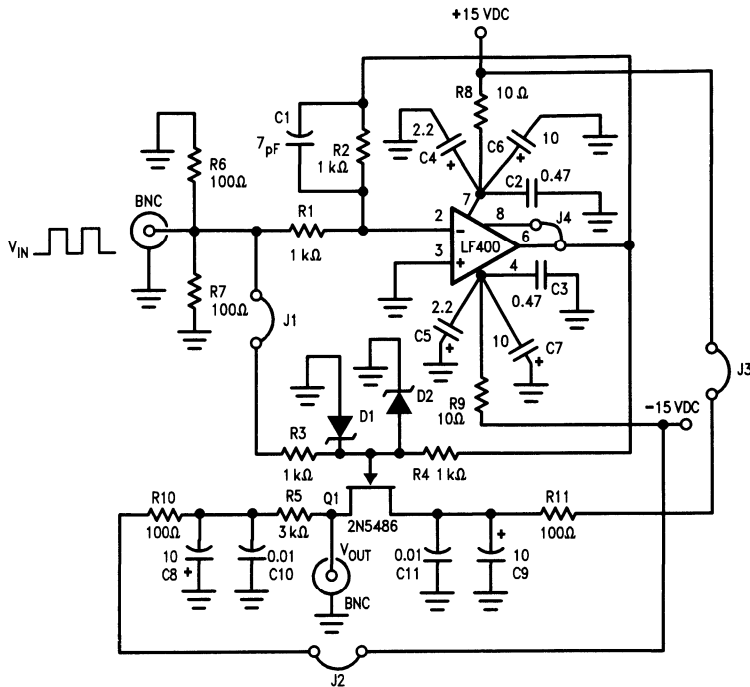 +15 VDC
R8
10 Ω
C1
7pF
R2
1 kΩ
2.2
C4
+
C6
10
+
C2
0.47
R6
100Ω
BNC
VIN
R1
1 kΩ
7
2
-
8
J4
6
LF400
3
+
4
0.47
C3
R7
100Ω
J1
2.2
C5
+
10
C7
+
J3
D1
D2
R9
10Ω
-15 VDC
R3
1 kΩ
R4 1 kΩ
R10
100Ω
R5
3 kΩ
Q1
2N5486
R11
100Ω
10
C8
+
0.01
C10
VOUT
BNC
0.01
C11
+
10
C9
J2